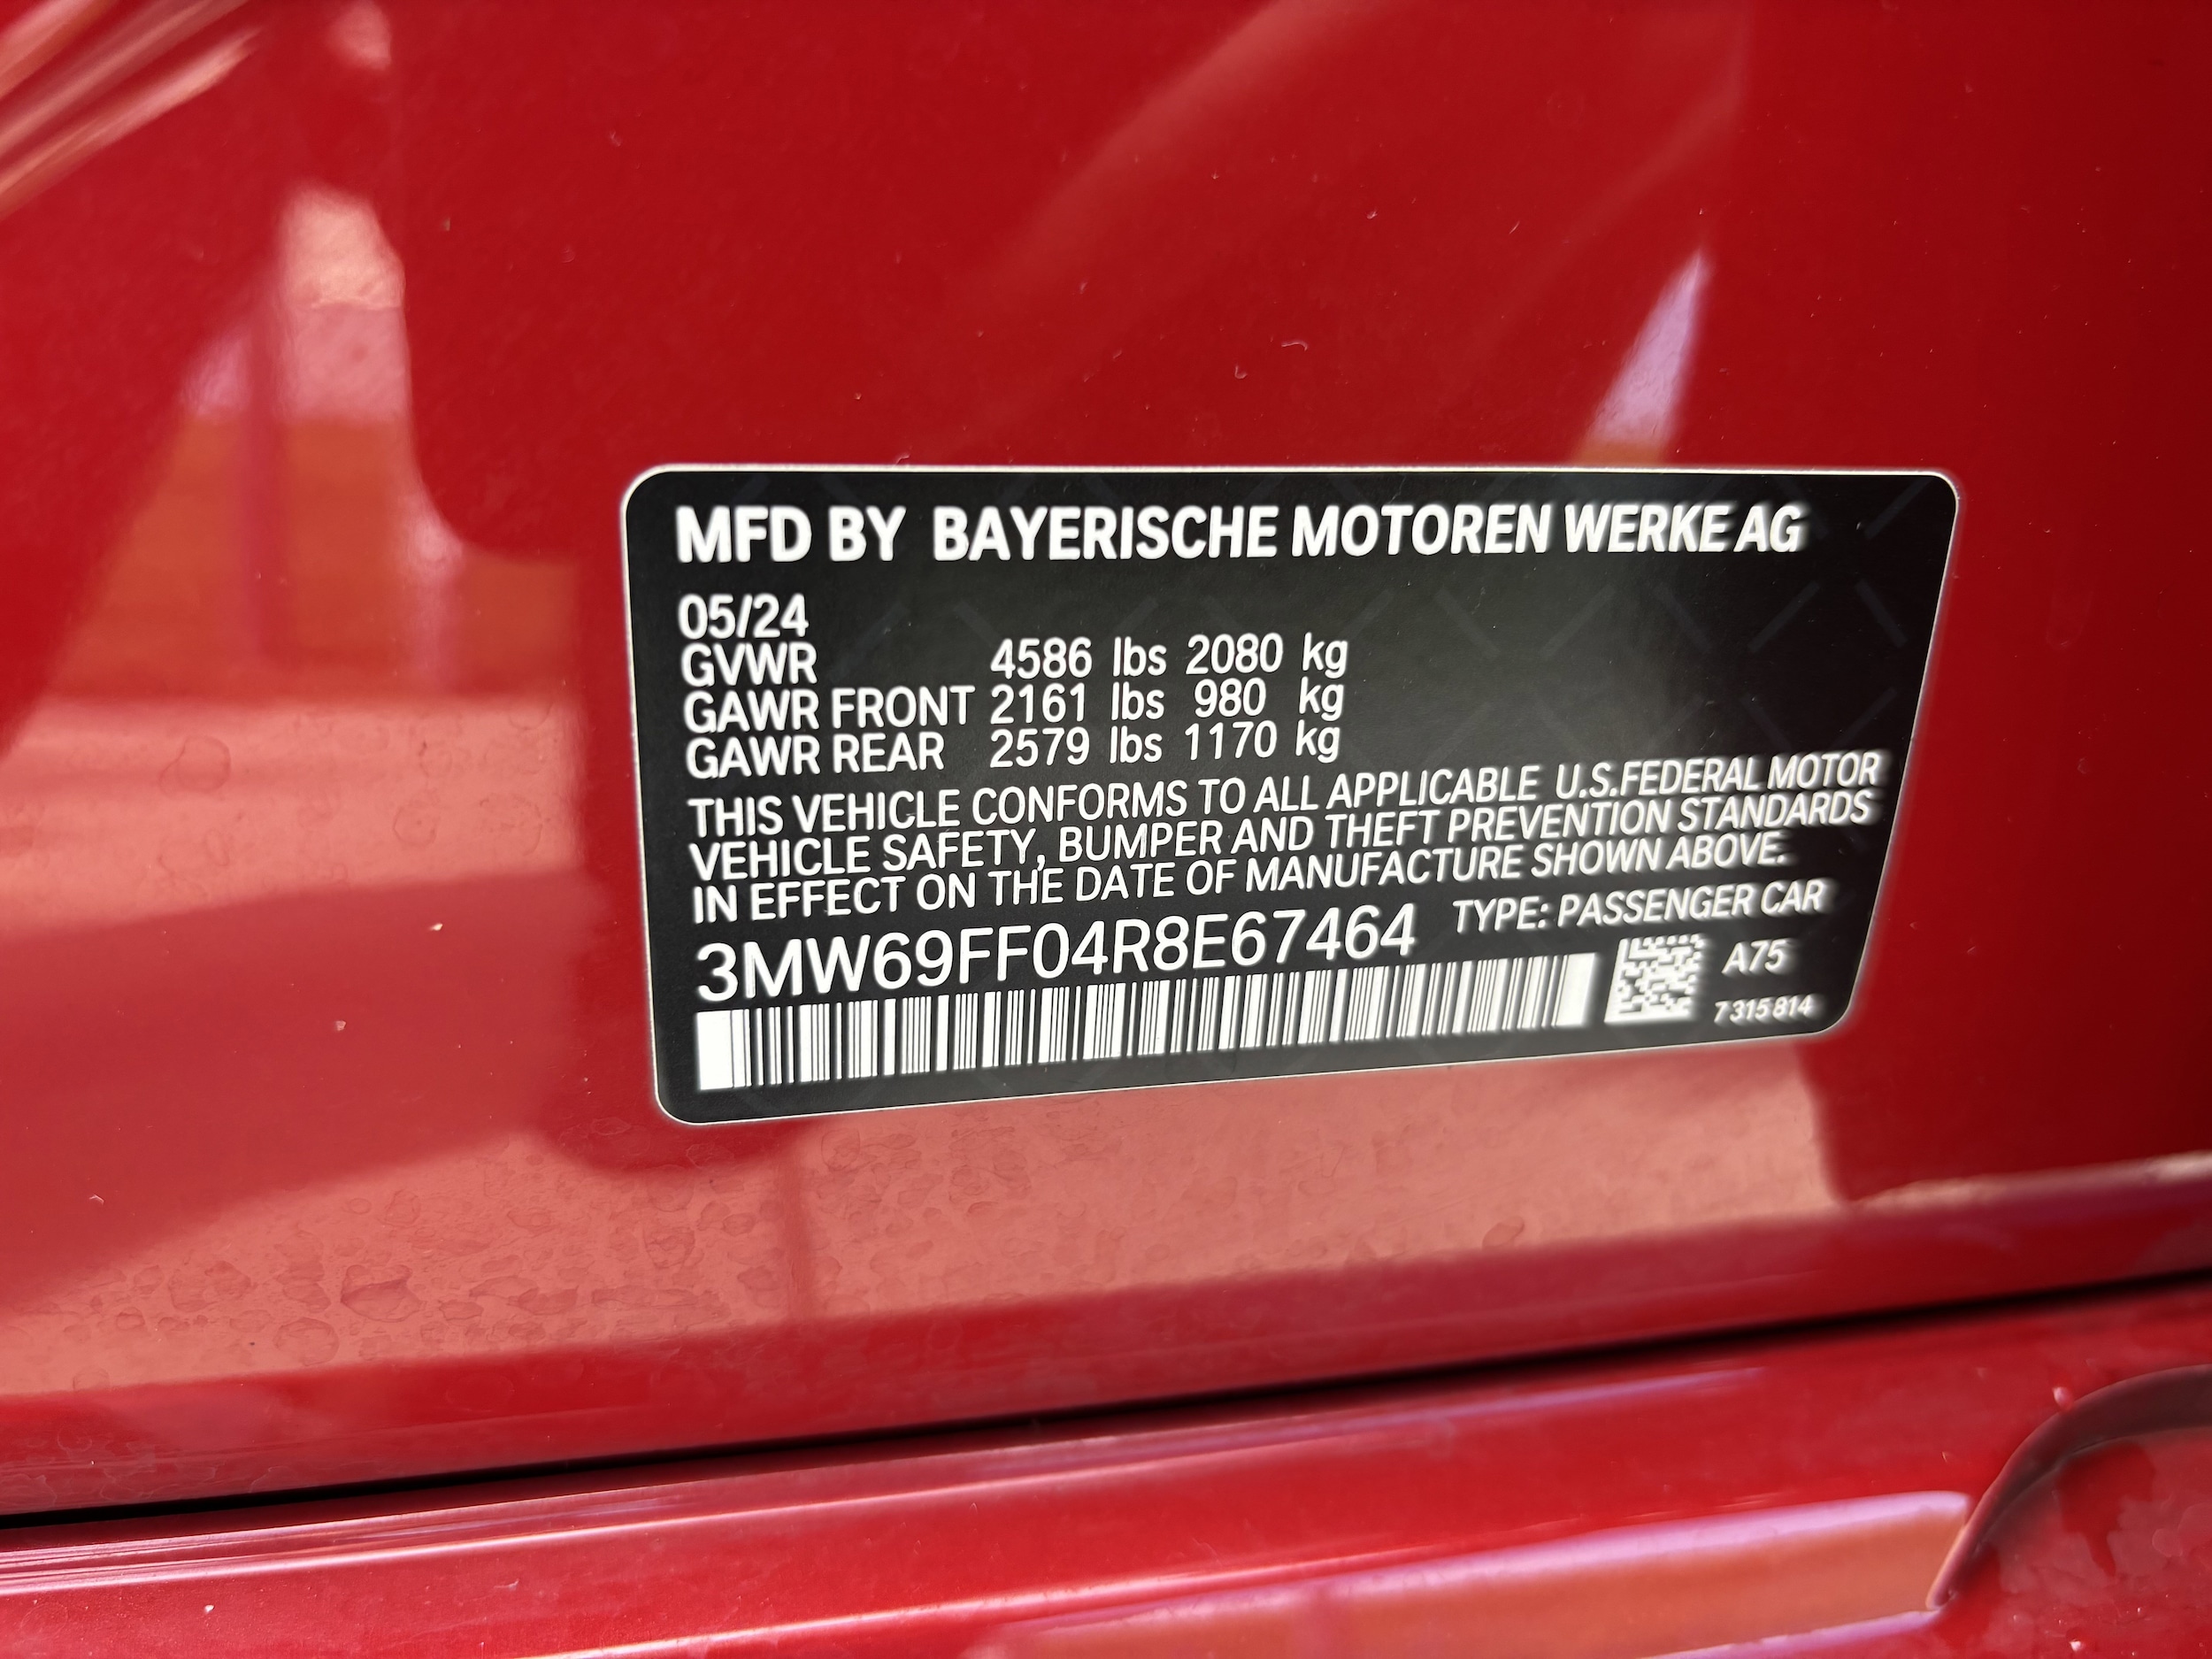 MFD BY BAYERISCHE MOTOREN WERKE AG
05/24
GVWR 4586 lbs 2080 kg
GAWR FRONT 2161 lbs 980 kg
GAWR REAR 2579 lbs 1170 kg
THIS VEHICLE CONFORMS TO ALL APPLICABLE U.S.FEDERAL MOTOR
VEHICLE SAFETY, BUMPER AND THEFT PREVENTION STANDARDS
IN EFFECT ON THE DATE OF MANUFACTURE SHOWN ABOVE.
3MW69FF04R8E67464 TYPE: PASSENGER CAR
A75
7 315 814